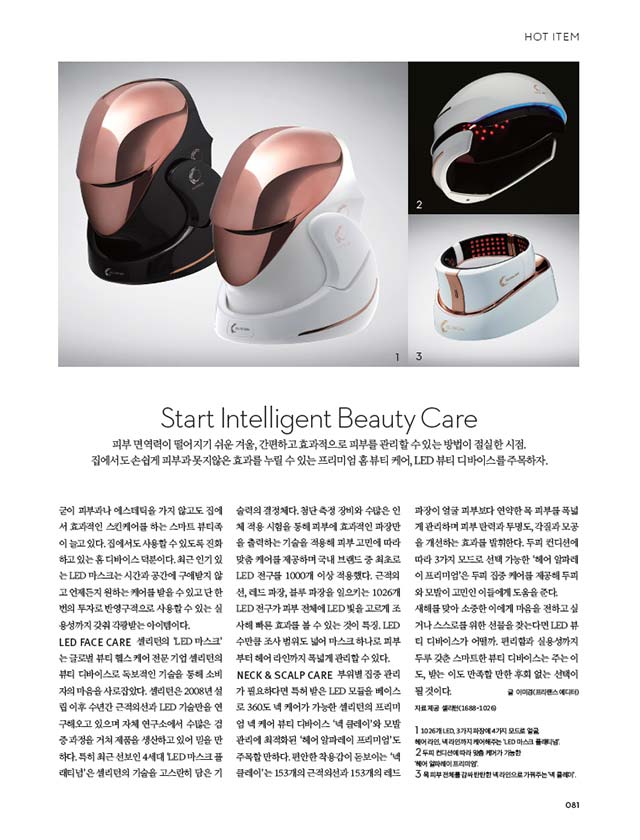 HOT ITEM
1
2
3
Start Intelligent Beauty Care
피부 면역력이 떨어지기 쉬운 겨울, 간편하고 효과적으로 피부를 관리할 수 있는 방법이 절실한 시점.
집에서도 손쉽게 피부과 못지않은 효과를 누릴 수 있는 프리미엄 홈 뷰티 케어, LED 뷰티 디바이스를 주목하자.
굳이 피부과나 에스테틱을 가지 않고도 집에
서 효과적인 스킨케어를 하는 스마트 뷰티족
이 늘고 있다. 집에서도 사용할 수 있도록 진화
하고 있는 홈 디바이스 덕분이다. 최근 인기 있
는 LED 마스크는 시간과 공간에 구애받지 않
고 언제든지 원하는 케어를 받을 수 있고 단 한
번의 투자로 반영구적으로 사용할 수 있는 실
용성까지 갖춰 각광받는 아이템이다.
LED FACE CARE 셀리턴의 'LED 마스크'
는 글로벌 뷰티 헬스 케어 전문 기업 셀리턴의
뷰티 디바이스로 독보적인 기술을 통해 소비
자의 마음을 사로잡았다. 셀리턴은 2008년 설
립 이후 수년간 근적외선과 LED 기술만을 연
구해오고 있으며 자체 연구소에서 수많은 검
증 과정을 거쳐 제품을 생산하고 있어 믿을 만
하다. 특히 최근 선보인 4세대 'LED 마스크 플
래티넘'은 셀리턴의 기술을 고스란히 담은 기
술력의 결정체다. 첨단 측정 장비와 수많은 인
체 적용 시험을 통해 피부에 효과적인 파장만
을 출력하는 기술을 적용해 피부 고민에 따라
맞춤 케어를 제공하며 국내 브랜드 중 최초로
LED 전구를 1000개 이상 적용했다. 근적외
선, 레드 파장, 블루 파장을 일으키는 1026개
LED 전구가 피부 전체에 LED 빛을 고르게 조
사해 빠른 효과를 볼 수 있는 것이 특징. LED
수만큼 조사 범위도 넓어 마스크 하나로 피부
부터 헤어 라인까지 폭넓게 관리할 수 있다.
NECK & SCALP CARE 부위별 집중 관리
가 필요하다면 특허 받은 LED 모듈을 베이스
로 360도 넥 케어가 가능한 셀리턴의 프리미
엄 넥 케어 뷰티 디바이스 '넥 클레이'와 모발
관리에 최적화된 '헤어 알파레이 프리미엄'도
주목할 만하다. 편안한 착용감이 돋보이는 '넥
클레이'는 153개의 근적외선과 153개의 레드
파장이 얼굴 피부보다 연약한 목 피부를 폭넓
게 관리하며 피부 탄력과 투명도, 각질과 모공
을 개선하는 효과를 발휘한다. 두피 컨디션에
따라 3가지 모드로 선택 가능한 '헤어 알파레
이 프리미엄'은 두피 집중 케어를 제공해 두피
와 모발이 고민인 이들에게 도움을 준다.
새해를 맞아 소중한 이에게 마음을 전하고 싶
거나 스스로를 위한 선물을 찾는다면 LED 뷰
티 디바이스가 어떨까. 편리함과 실용성까지
두루 갖춘 스마트한 뷰티 디바이스는 주는 이
도, 받는 이도 만족할 만한 후회 없는 선택이
될 것이다. 글 이미경(프리랜스 에디터)
자료 제공 셀리턴(1688-1026)
1 1026개 LED, 3가지 파장에 4가지 모드로 얼굴,
헤어 라인, 넥 라인까지 케어해주는 'LED 마스크 플래티넘'.
2 두피 컨디션에 따라 맞춤 케어가 가능한
'헤어 알파레이 프리미엄'.
3 목 피부 전체를 감싸 탄탄한 넥 라인으로 가꿔주는 '넥 클레이'.
081